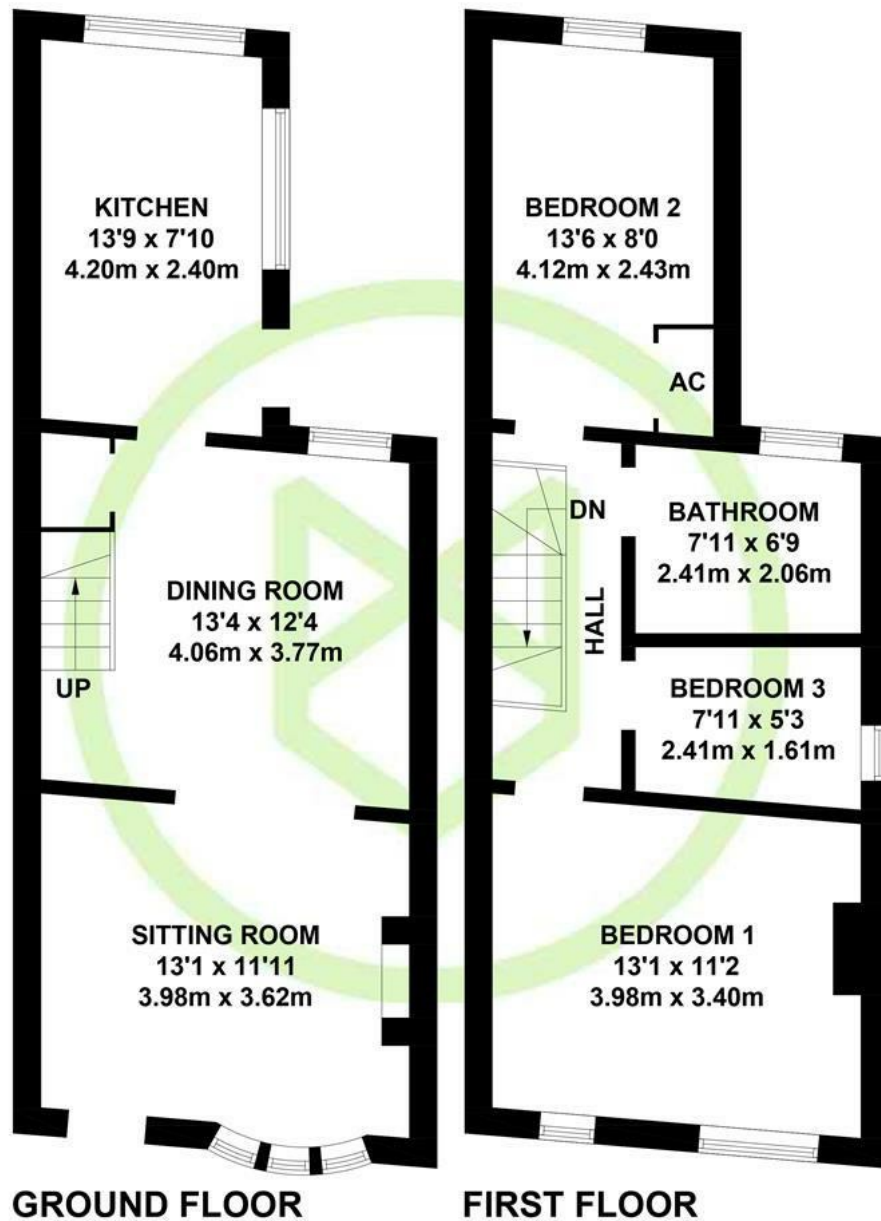 KITCHEN
13'9 x 7'10
4.20m x 2.40m
DINING ROOM
13'4 x 12'4
4.06m x 3.77m
UP
SITTING ROOM
13'1 x 11'11
3.98m x 3.62m
GROUND FLOOR
BEDROOM 2
13'6 x 8'0
4.12m x 2.43m
AC
DN
HALL
BATHROOM
7'11 x 6'9
2.41m x 2.06m
BEDROOM 3
7'11 x 5'3
2.41m x 1.61m
BEDROOM 1
13'1 x 11'2
3.98m x 3.40m
FIRST FLOOR